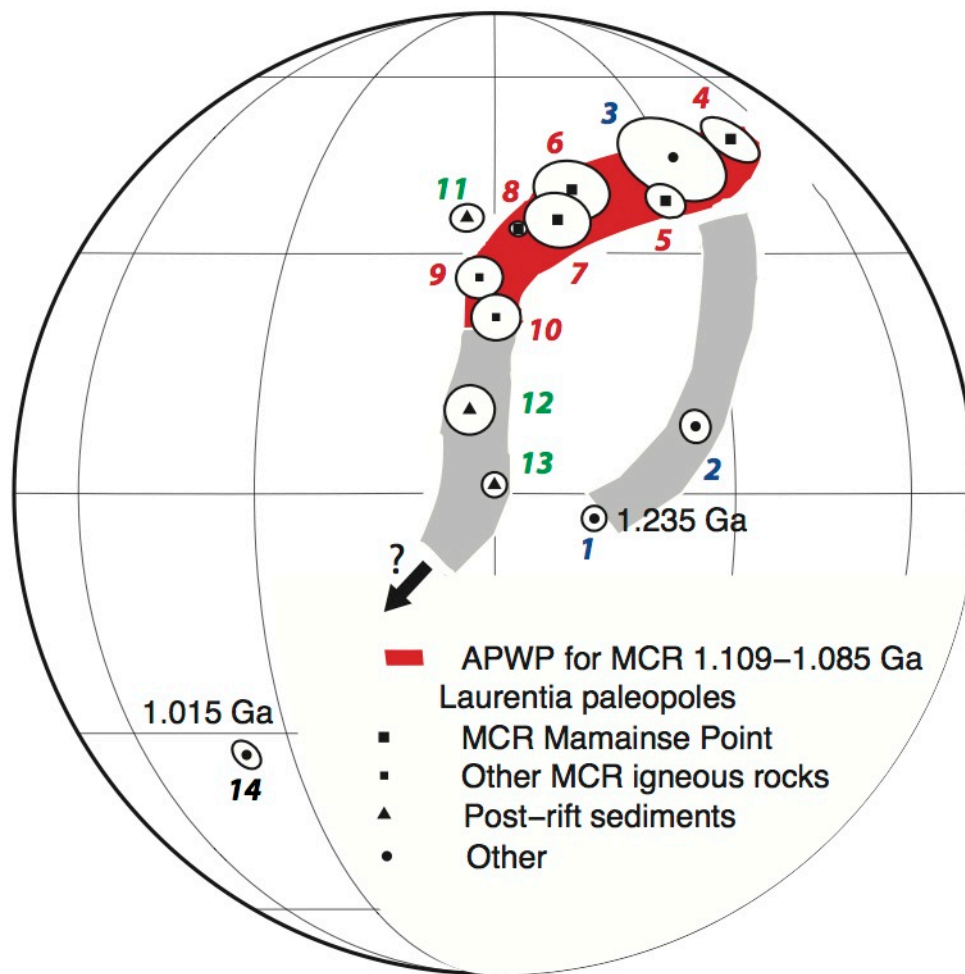 4
3
6
11
8
5
9
7
10
12
13
2
1.235 Ga
1
?
APWP for MCR 1.109–1.085 Ga
Laurentia paleopoles
1.015 Ga
MCR Mamainse Point
14
Other MCR igneous rocks
Post–rift sediments
Other